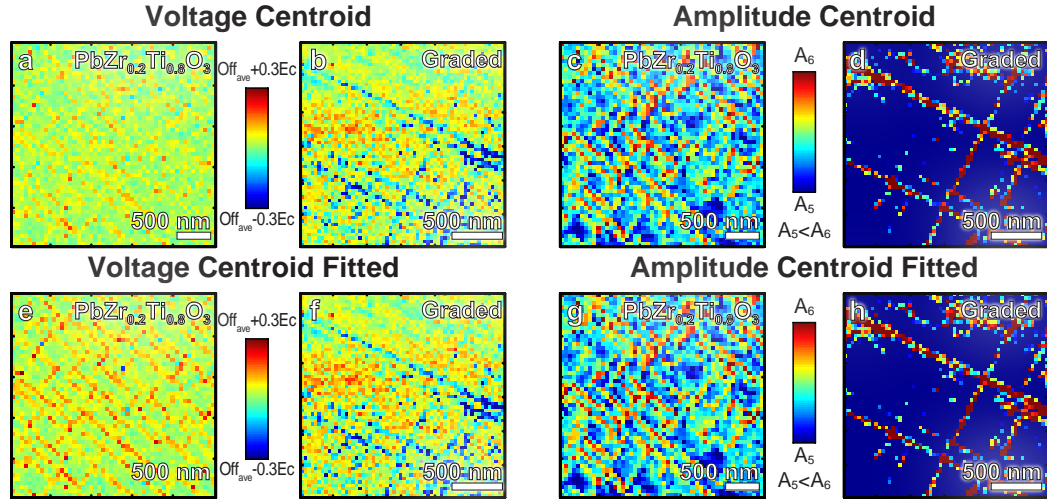 Voltage Centroid
Amplitude Centroid
a PbZr0.2Ti0.8O3
500 nm
Offave+0.3Ec
Offave-0.3Ec
b Graded
500 nm
c PbZr0.2Ti0.8O3
500 nm
A6
A5
A5<A6
d Graded
500 nm
Voltage Centroid Fitted
Amplitude Centroid Fitted
e PbZr0.2Ti0.8O3
500 nm
Offave+0.3Ec
Offave-0.3Ec
f Graded
500 nm
g PbZr0.2Ti0.8O3
500 nm
A6
A5
A5<A6
h Graded
500 nm